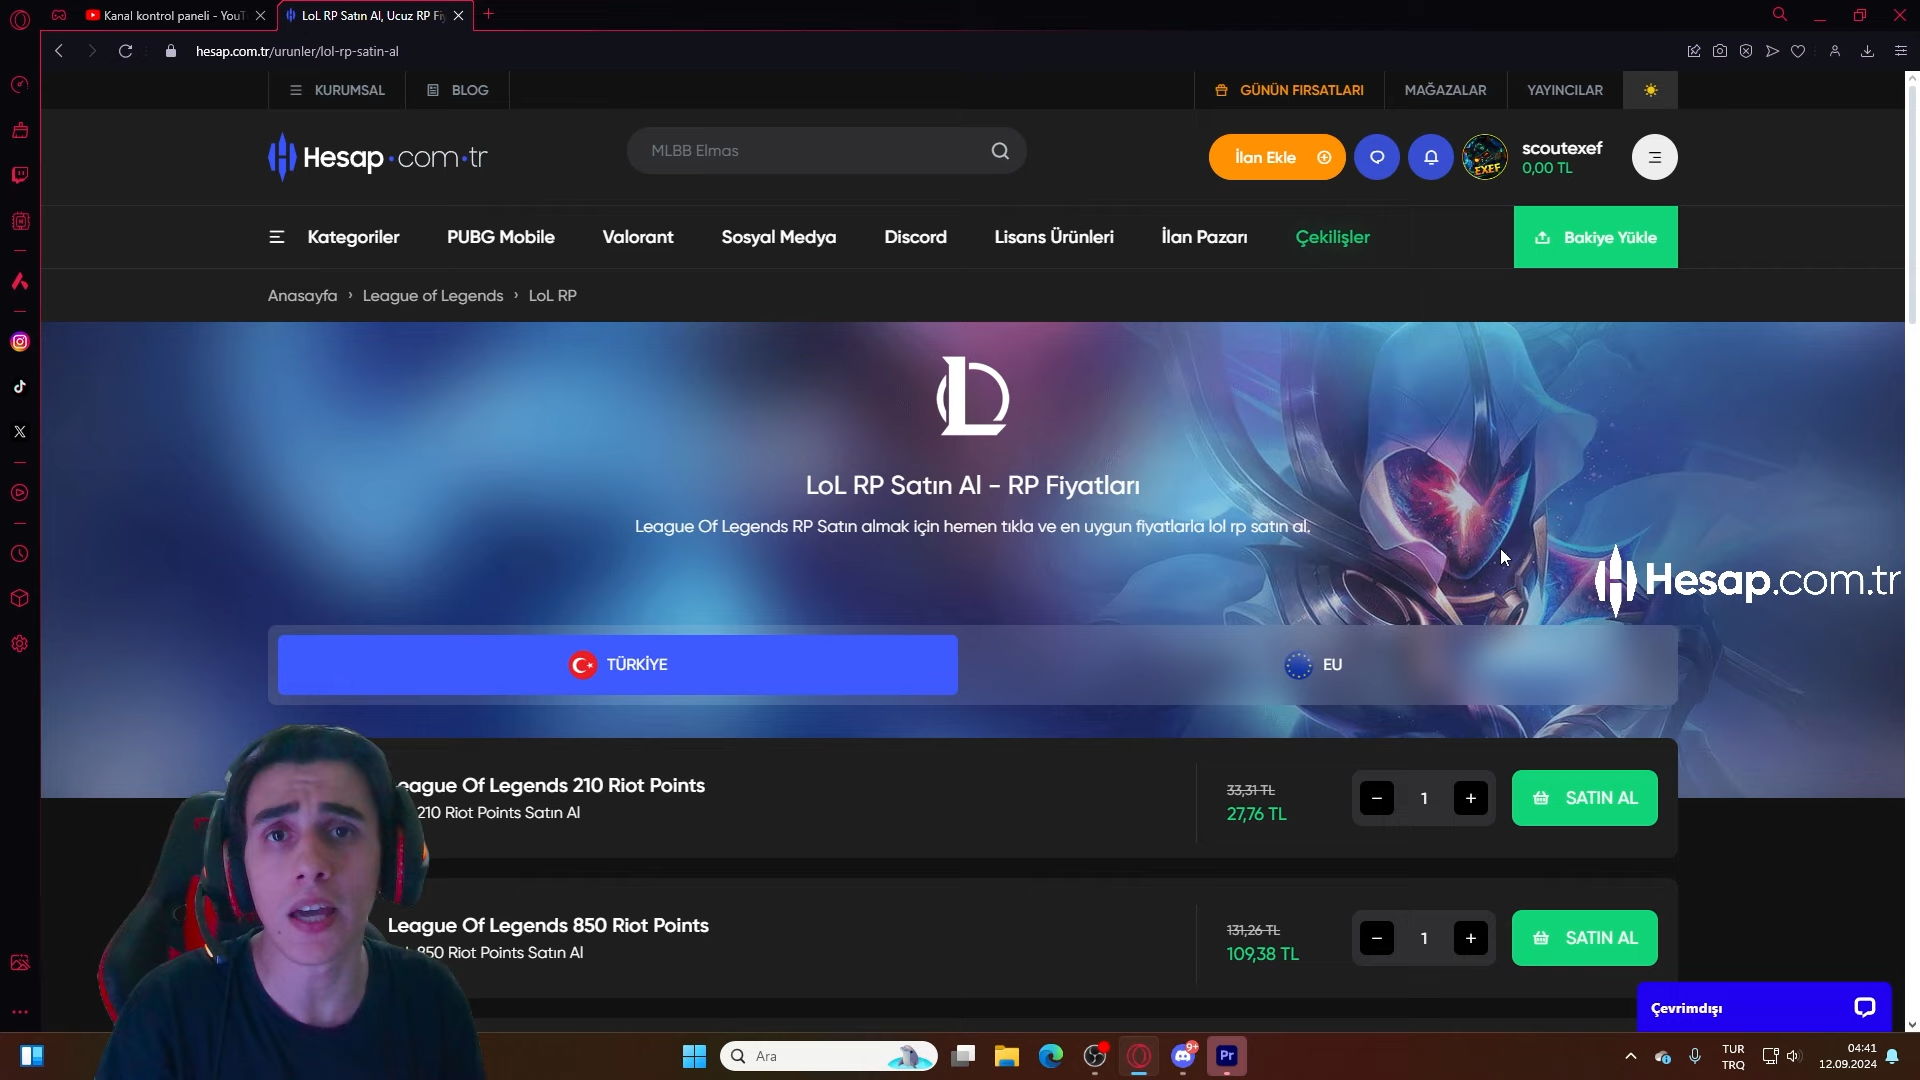 Kanal kontrol paneli - YouT
LoL RP Satın Al, Ucuz RP Fi
hesap.com.tr/urunler/lol-rp-satin-al
KURUMSAL
BLOG
GÜNÜN FIRSATLARI
MAĞAZALAR
YAYINCILAR
Hesap.com.tr
MLBB Elmas
İlan Ekle
EXEF
scoutexef
0,00 TL
Kategoriler
PUBG Mobile
Valorant
Sosyal Medya
Discord
Lisans Ürünleri
İlan Pazarı
Çekilişler
Bakiye Yükle
Anasayfa › League of Legends › LoL RP
LoL RP Satın Al - RP Fiyatları
League Of Legends RP Satın almak için hemen tıkla ve en uygun fiyatlarla lol rp satın al.
Hesap.com.tr
TÜRKİYE
EU
eague Of Legends 210 Riot Points
210 Riot Points Satın Al
33,31 TL
27,76 TL
- 1 +
SATIN AL
League Of Legends 850 Riot Points
850 Riot Points Satın Al
131,26 TL
109,38 TL
- 1 +
SATIN AL
Çevrimdışı
Ara
9+
Pr
TUR
TRQ
04:41
12.09.2024